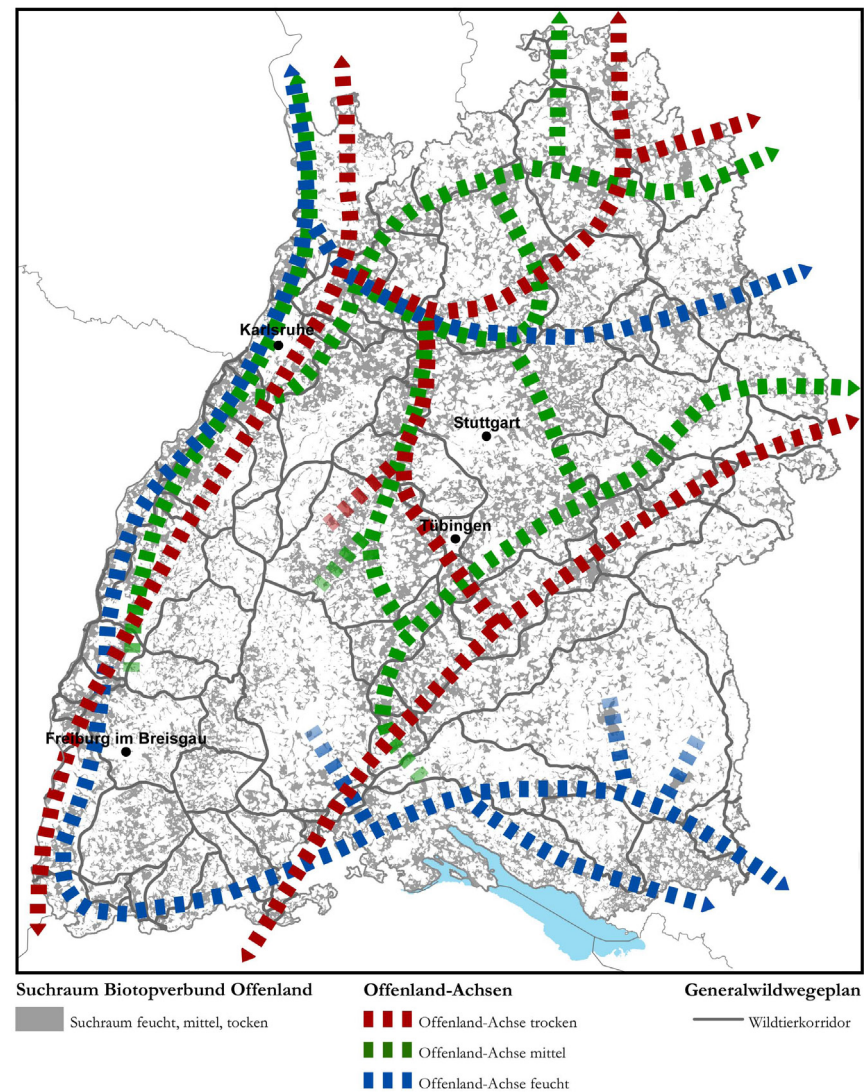 Karlsruhe
Stuttgart
Tübingen
Freiburg im Breisgau
Suchraum Biotopverbund Offenland
Suchraum feucht, mittel, tocken
Offenland-Achsen
Offenland-Achse trocken
Offenland-Achse mittel
Offenland-Achse feucht
Generalwildwegeplan
Wildtierkorridor